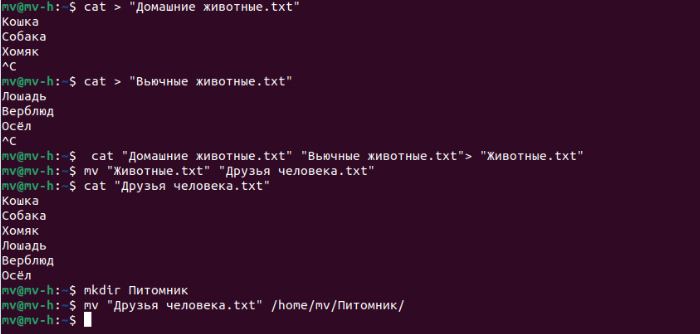 mv@mv-h:~$ cat > "Домашние животные.txt"
Кошка
Собака
Хомяк
^C
mv@mv-h:~$ cat > "Вьючные животные.txt"
Лошадь
Верблюд
Осёл
^C
mv@mv-h:~$  cat "Домашние животные.txt" "Вьючные животные.txt"> "Животные.txt"
mv@mv-h:~$ mv "Животные.txt" "Друзья человека.txt"
mv@mv-h:~$ cat "Друзья человека.txt"
Кошка
Собака
Хомяк
Лошадь
Верблюд
Осёл
mv@mv-h:~$ mkdir Питомник
mv@mv-h:~$ mv "Друзья человека.txt" /home/mv/Питомник/
mv@mv-h:~$